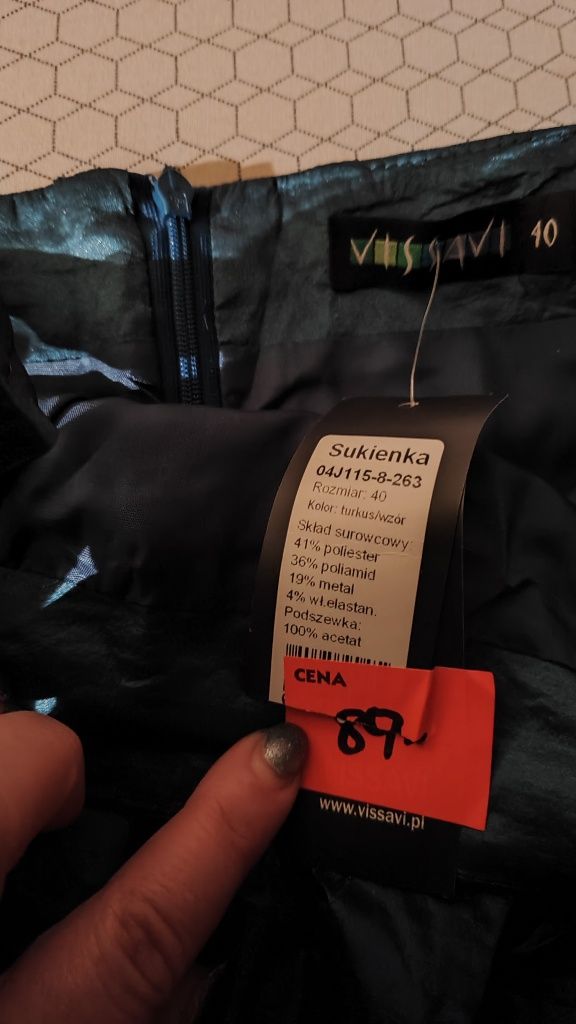 VISSAVI 40
Sukienka
04J115-8-263
Rozmiar: 40
Kolor: turkus/wzór
Skład surowcowy:
41% poliester
36% poliamid
19% metal
4% wł.elastan.
Podszewka:
100% acetat
CENA
89,-
www.vissavi.pl